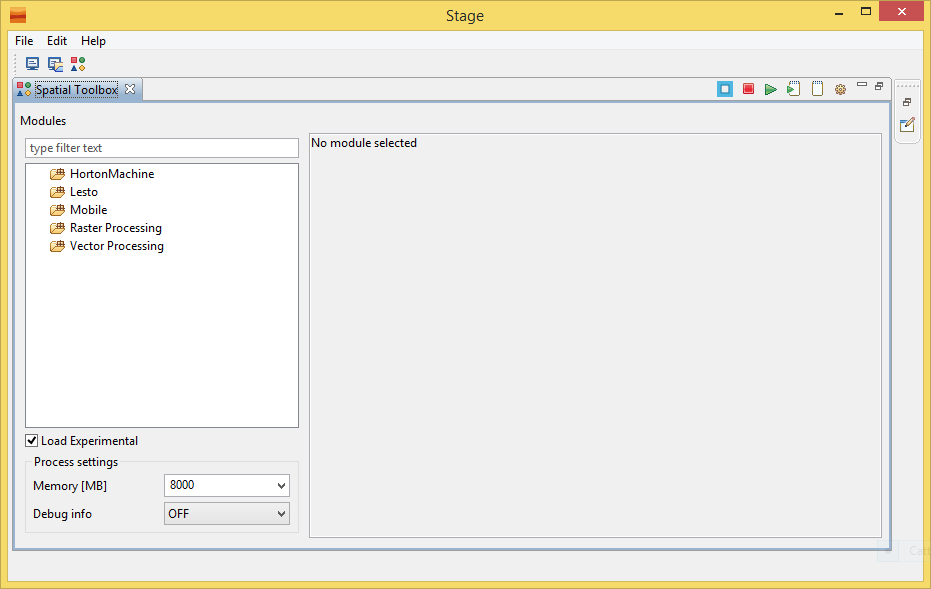 Stage
File Edit Help
Spatial Toolbox
Modules
type filter text
No module selected
HortonMachine
Lesto
Mobile
Raster Processing
Vector Processing
Load Experimental
Process settings
Memory [MB] 8000
Debug info OFF